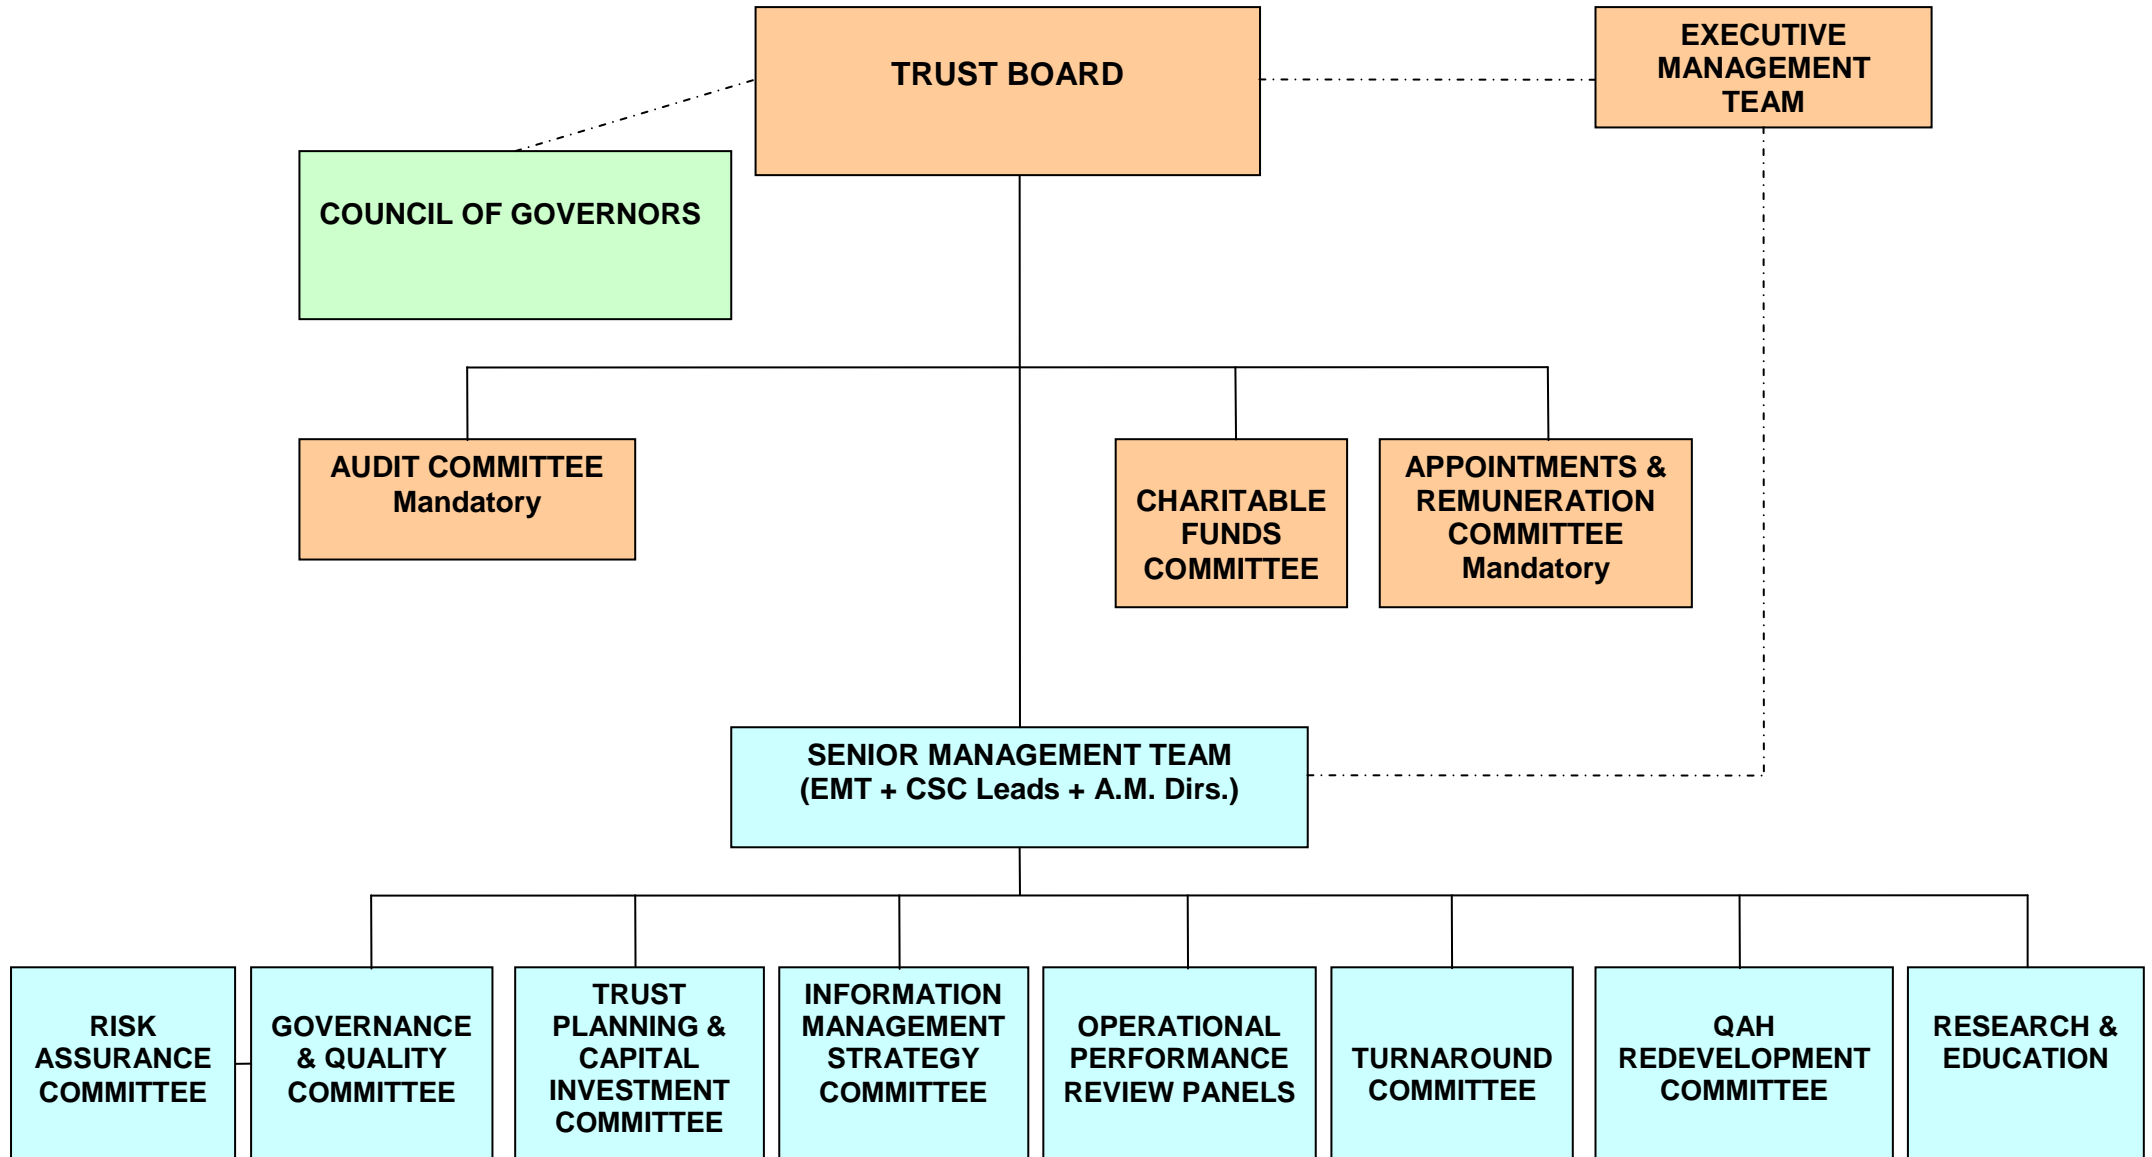 TRUST BOARD
EXECUTIVE
MANAGEMENT
TEAM
COUNCIL OF GOVERNORS
AUDIT COMMITTEE
Mandatory
CHARITABLE
FUNDS
COMMITTEE
APPOINTMENTS &
REMUNERATION
COMMITTEE
Mandatory
SENIOR MANAGEMENT TEAM
(EMT + CSC Leads + A.M. Dirs.)
RISK
ASSURANCE
COMMITTEE
GOVERNANCE
& QUALITY
COMMITTEE
TRUST
PLANNING &
CAPITAL
INVESTMENT
COMMITTEE
INFORMATION
MANAGEMENT
STRATEGY
COMMITTEE
OPERATIONAL
PERFORMANCE
REVIEW PANELS
TURNAROUND
COMMITTEE
QAH
REDEVELOPMENT
COMMITTEE
RESEARCH &
EDUCATION